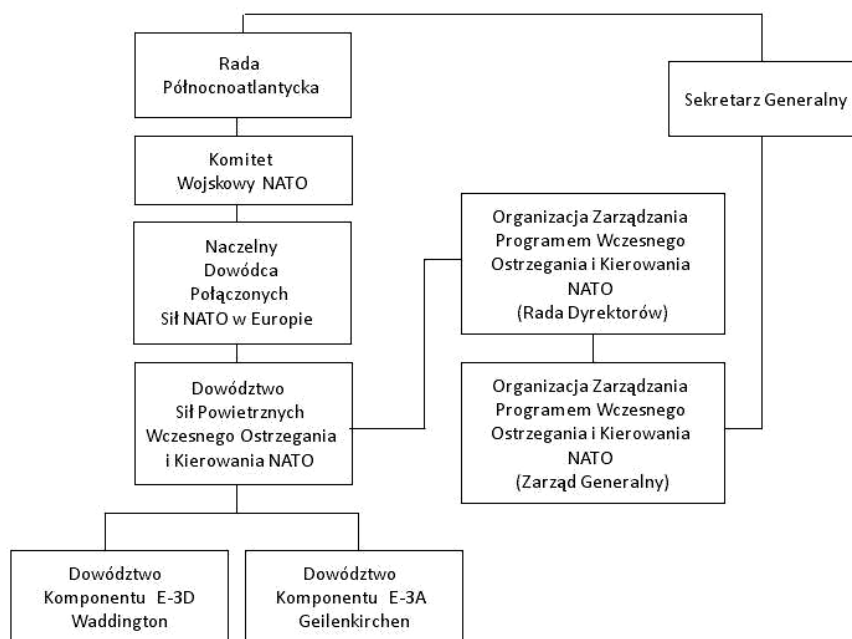 Rada
Północnoatlantycka
Sekretarz Generalny
Komitet
Wojskowy NATO
Naczelny
Dowódca
Połączonych
Sił NATO w Europie
Organizacja Zarządzania
Programem Wczesnego
Ostrzegania i Kierowania
NATO
(Rada Dyrektorów)
Dowództwo
Sił Powietrznych
Wczesnego Ostrzegania
i Kierowania NATO
Organizacja Zarządzania
Programem Wczesnego
Ostrzegania i Kierowania
NATO
(Zarząd Generalny)
Dowództwo
Komponentu E-3D
Waddington
Dowództwo
Komponentu E-3A
Geilenkirchen